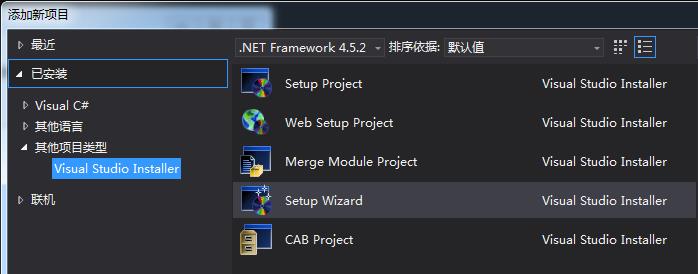 添加新项目
最近
已安装
Visual C#
其他语言
其他项目类型
Visual Studio Installer
联机
.NET Framework 4.5.2 排序依据: 默认值
Setup Project Visual Studio Installer
Web Setup Project Visual Studio Installer
Merge Module Project Visual Studio Installer
Setup Wizard Visual Studio Installer
CAB Project Visual Studio Installer